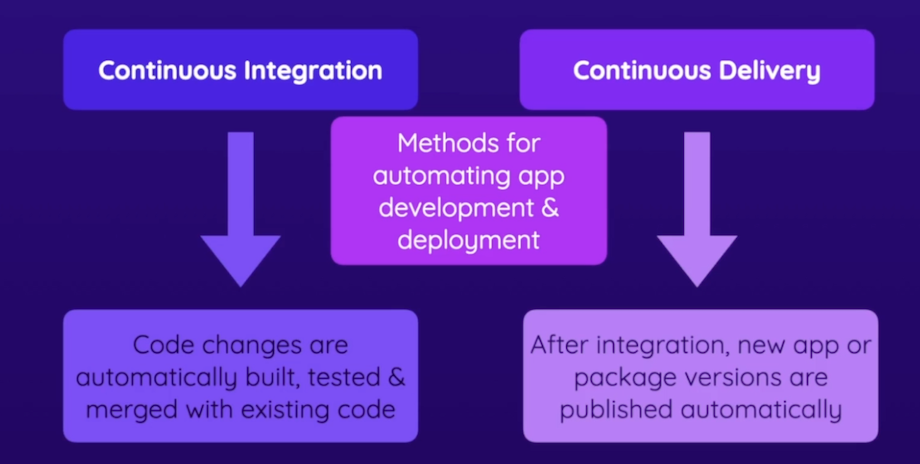 Continuous Integration
Continuous Delivery
Methods for
automating app
development &
deployment
Code changes are
automatically built, tested &
merged with existing code
After integration, new app or
package versions are
published automatically